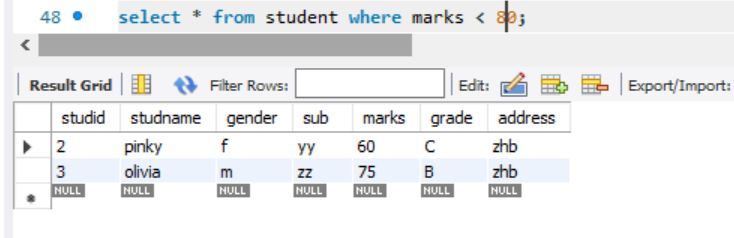 48 select * from student where marks < 80;
Result Grid Filter Rows: Edit: Export/Import:
studid studname gender sub marks grade address
2 pinky f yy 60 C zhb
3 olivia m zz 75 B zhb
NULL NULL NULL NULL NULL NULL NULL